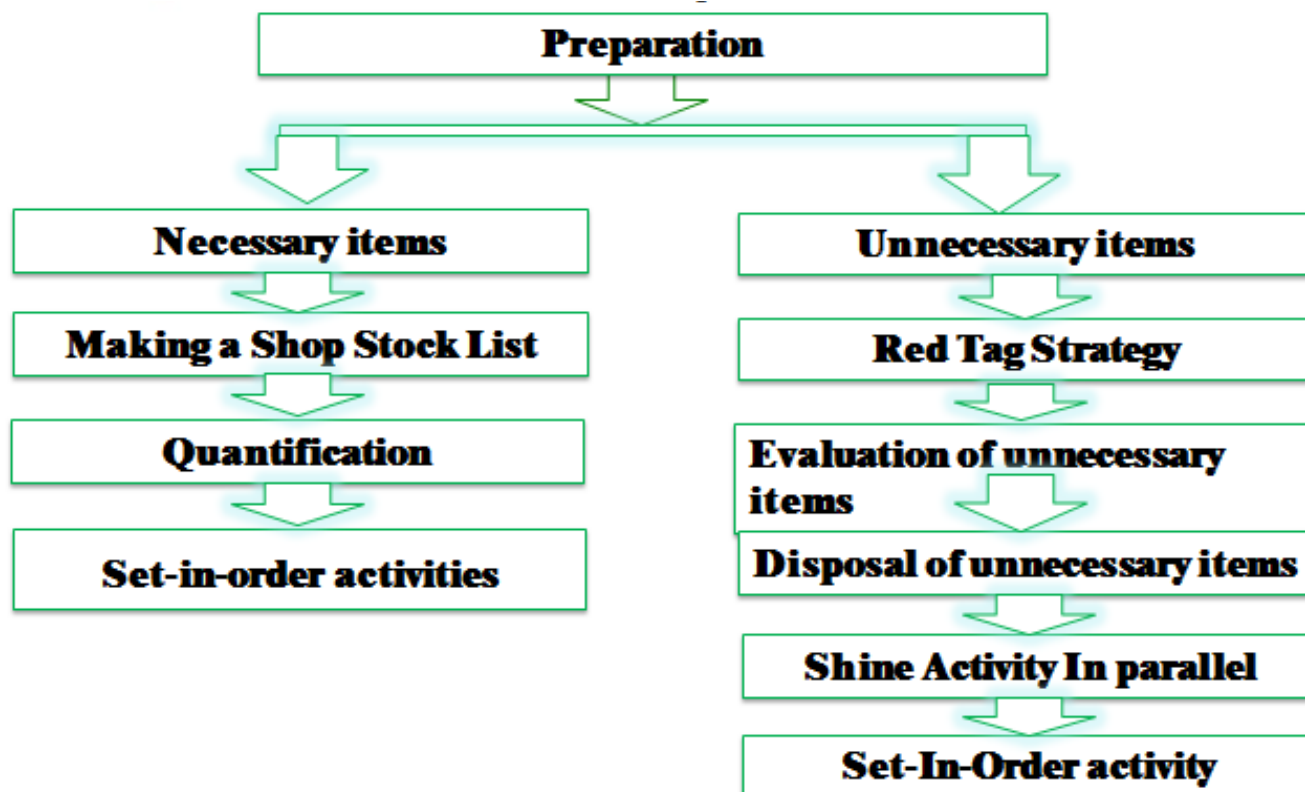 Preparation
Necessary items
Making a Shop Stock List
Quantification
Set-in-order activities
Unnecessary items
Red Tag Strategy
Evaluation of unnecessary
items
Disposal of unnecessary items
Shine Activity In parallel
Set-In-Order activity